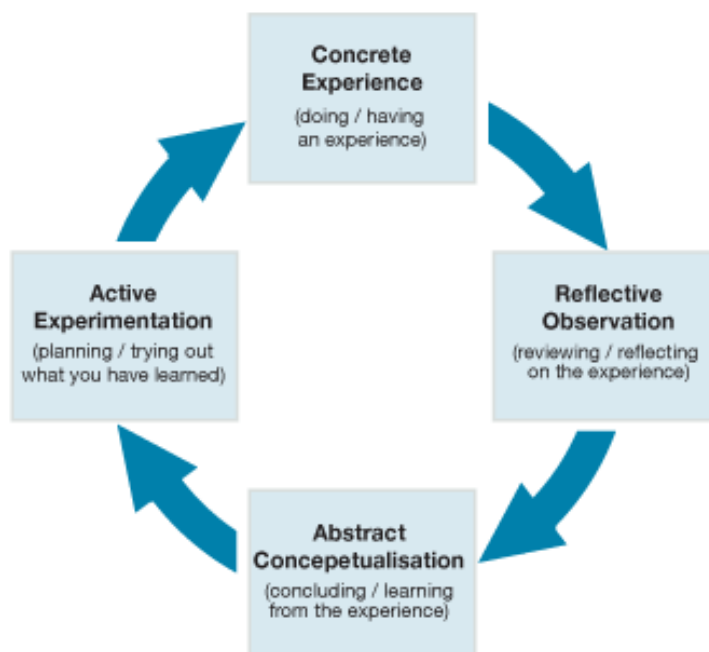 Concrete
Experience
(doing / having
an experience)
Reflective
Observation
(reviewing / reflecting
on the experience)
Abstract
Concepetualisation
(concluding / learning
from the experience)
Active
Experimentation
(planning / trying out
what you have learned)